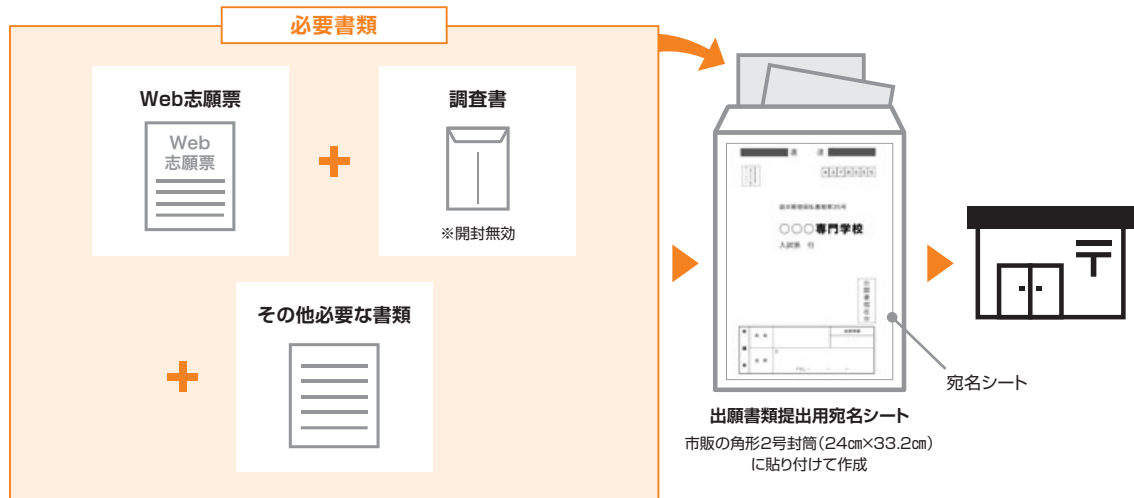 必要書類
Web志願票
Web
志願票
調査書
※開封無効
その他必要な書類
○○○専門学校
入試係 行
宛名シート
出願書類提出用宛名シート
市販の角形2号封筒(24㎝×33.2㎝)
に貼り付けて作成